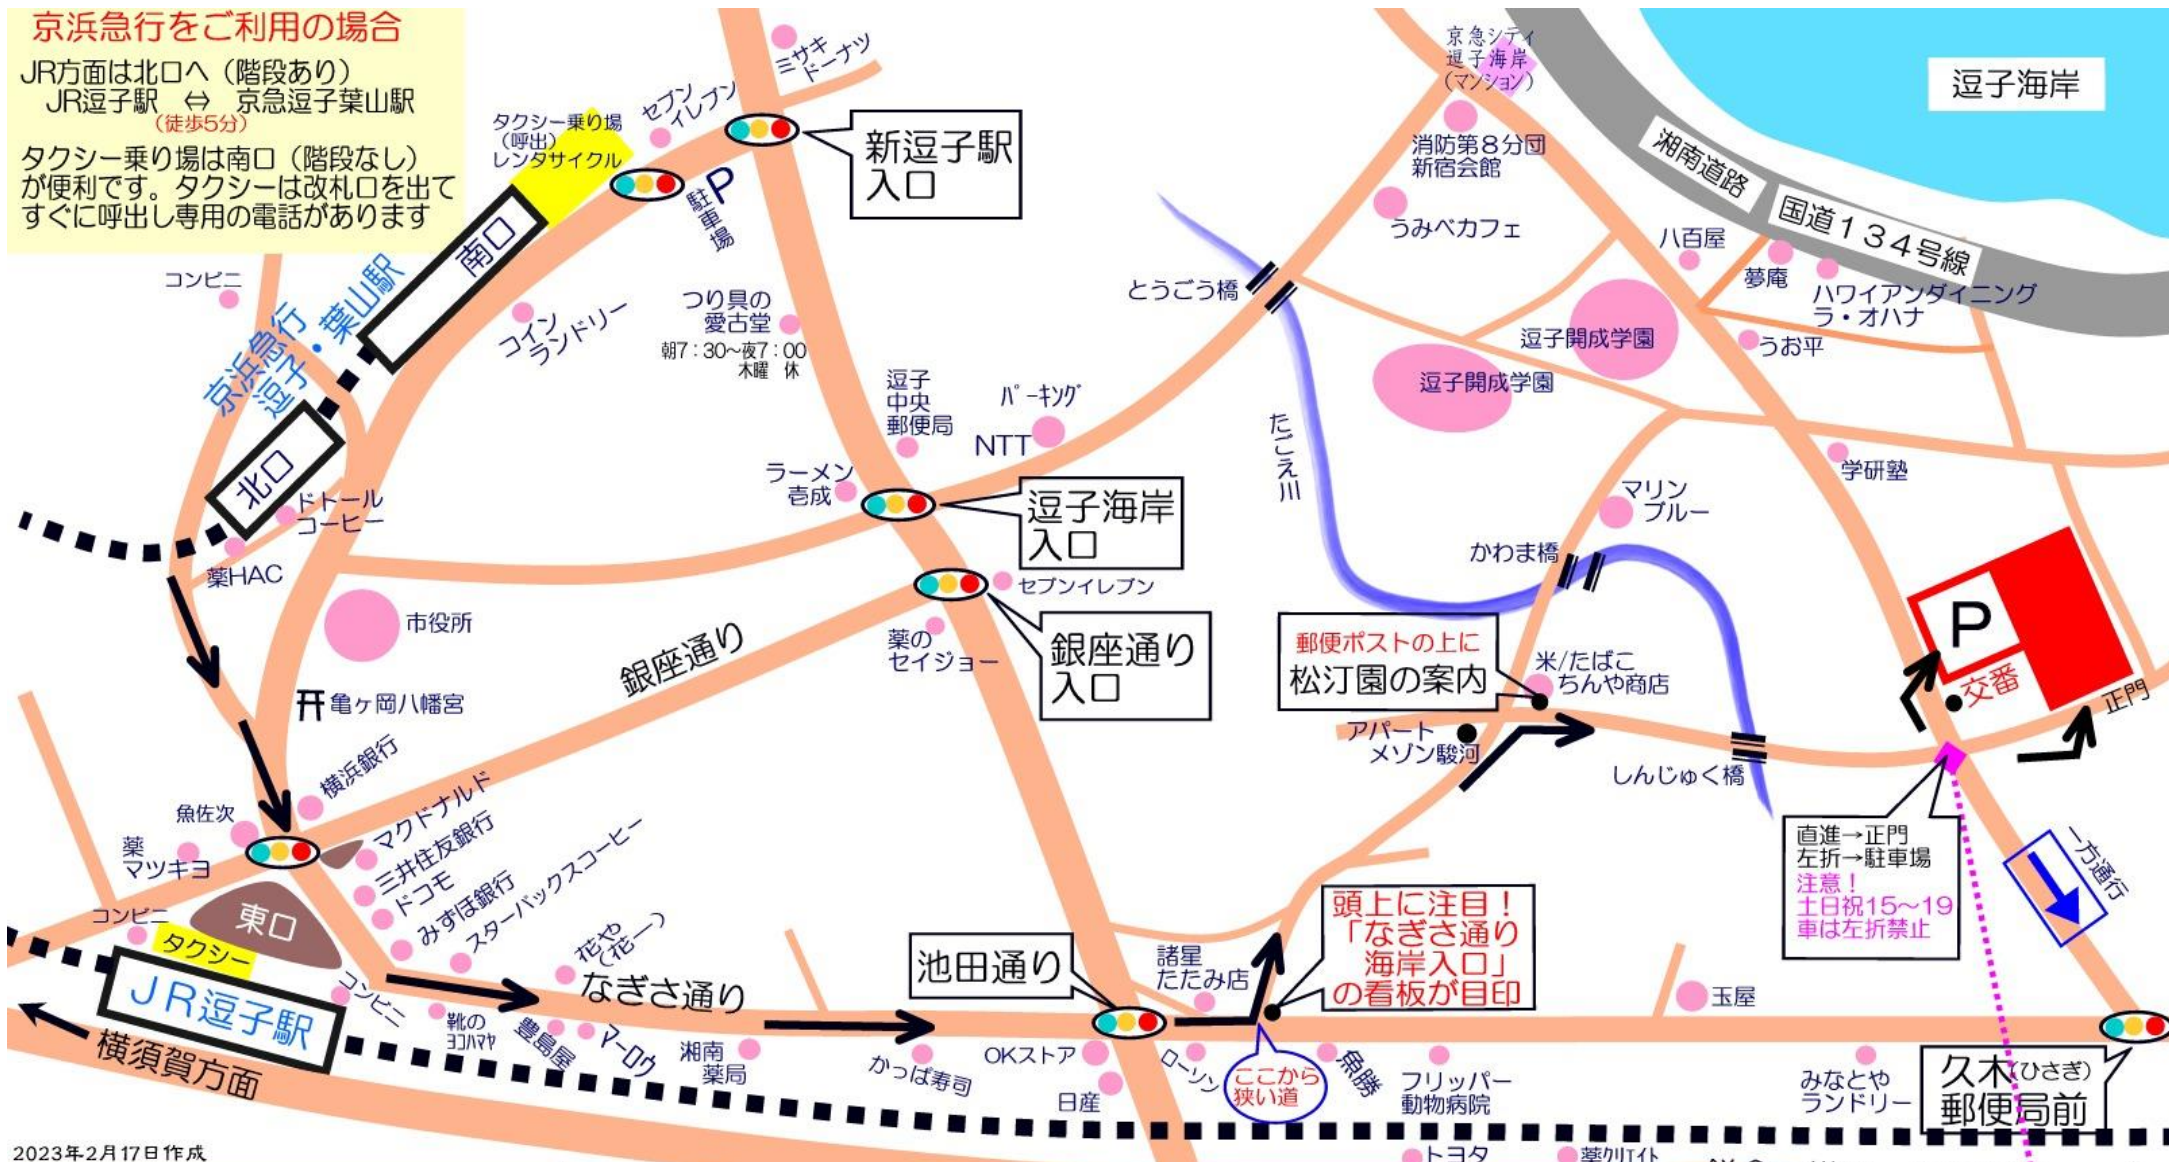 京浜急行をご利用の場合
JR方面は北口へ（階段あり）
JR逗子駅 ⇔ 京急逗子葉山駅
（徒歩5分）
タクシー乗り場は南口（階段なし）
が便利です。タクシーは改札口を出て
すぐに呼出し専用の電話があります
タクシー乗り場
（呼出）
レンタサイクル
セブン
イレブン
ミサキ
ドーナツ
新逗子駅
入口
P
駐車場
南口
京浜急行
逗子・葉山駅
コンビニ
コイン
ランドリー
つり具の
愛古堂
朝7：30〜夜7：00
木曜 休
北口
ドトール
コーヒー
薬HAC
逗子
中央
郵便局
パーキング
NTT
ラーメン
壱成
逗子海岸
入口
セブンイレブン
薬の
セイジョー
銀座通り
入口
銀座通り
市役所
亀ヶ岡八幡宮
横浜銀行
魚佐次
薬
マツキヨ
マクドナルド
三井住友銀行
ドコモ
みずほ銀行
スターバックスコーヒー
コンビニ
東口
タクシー
JR逗子駅
コンビニ
横須賀方面
靴の
ヨコハマヤ
花や
（花一）
なぎさ通り
豊島屋
マーロウ
湘南
薬局
かっぱ寿司
池田通り
OKストア
日産
諸星
たたみ店
ローソン
ここから
狭い道
魚勝
頭上に注目！
「なぎさ通り
海岸入口」
の看板が目印
フリッパー
動物病院
玉屋
みなとや
ランドリー
久木(ひさぎ)
郵便局前
トヨタ
薬クリエイト
京急シティ
逗子海岸
（マンション）
消防第８分団
新宿会館
うみべカフェ
とうごう橋
たごえ川
逗子海岸
湘南道路
国道１３４号線
八百屋
夢庵
ハワイアンダイニング
ラ・オハナ
うお平
逗子開成学園
逗子開成学園
学研塾
マリン
ブルー
かわま橋
郵便ポストの上に
松汀園の案内
米/たばこ
ちんや商店
アパート
メゾン駿河
しんじゅく橋
P
交番
正門
直進→正門
左折→駐車場
注意！
土日祝15〜19
車は左折禁止
一方通行
2023年2月17日作成